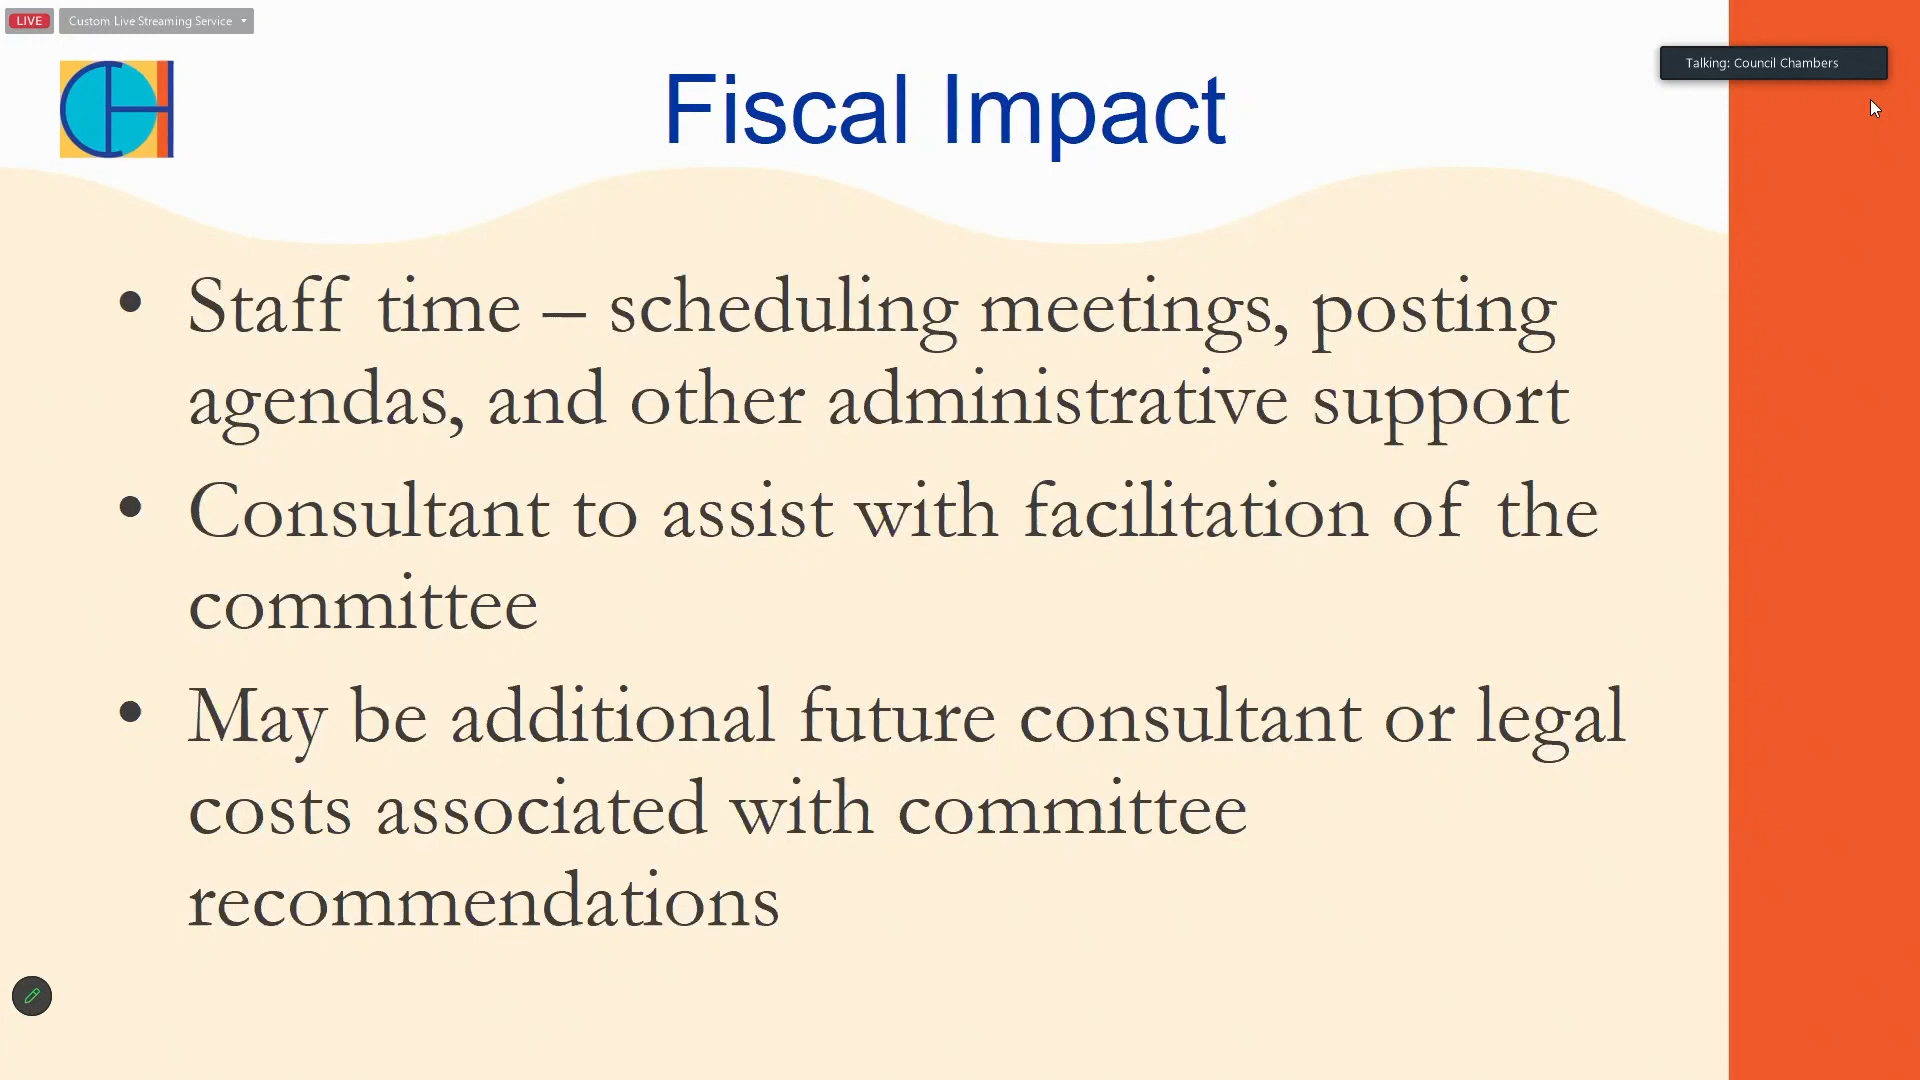 LIVE
Custom Live Streaming Service
Talking: Council Chambers
CH
Fiscal Impact
• Staff time – scheduling meetings, posting
agendas, and other administrative support
• Consultant to assist with facilitation of the
committee
• May be additional future consultant or legal
costs associated with committee
recommendations